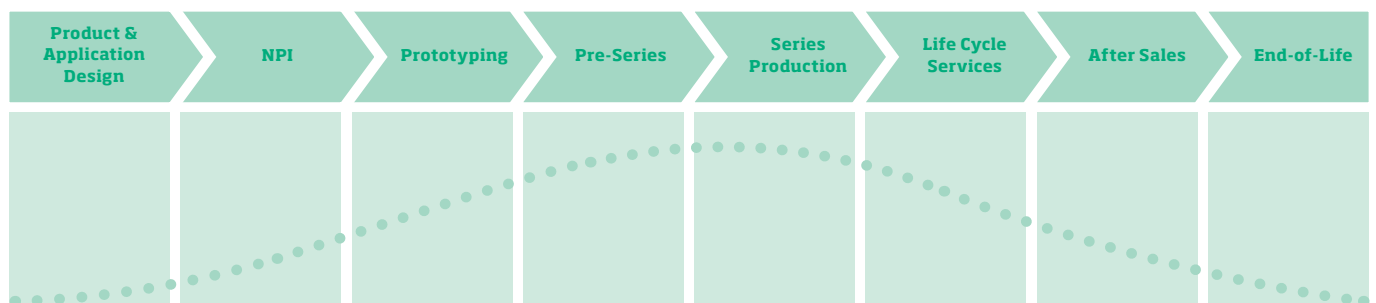 Product &
Application
Design
NPI
Prototyping
Pre-Series
Series
Production
Life Cycle
Services
After Sales
End-of-Life